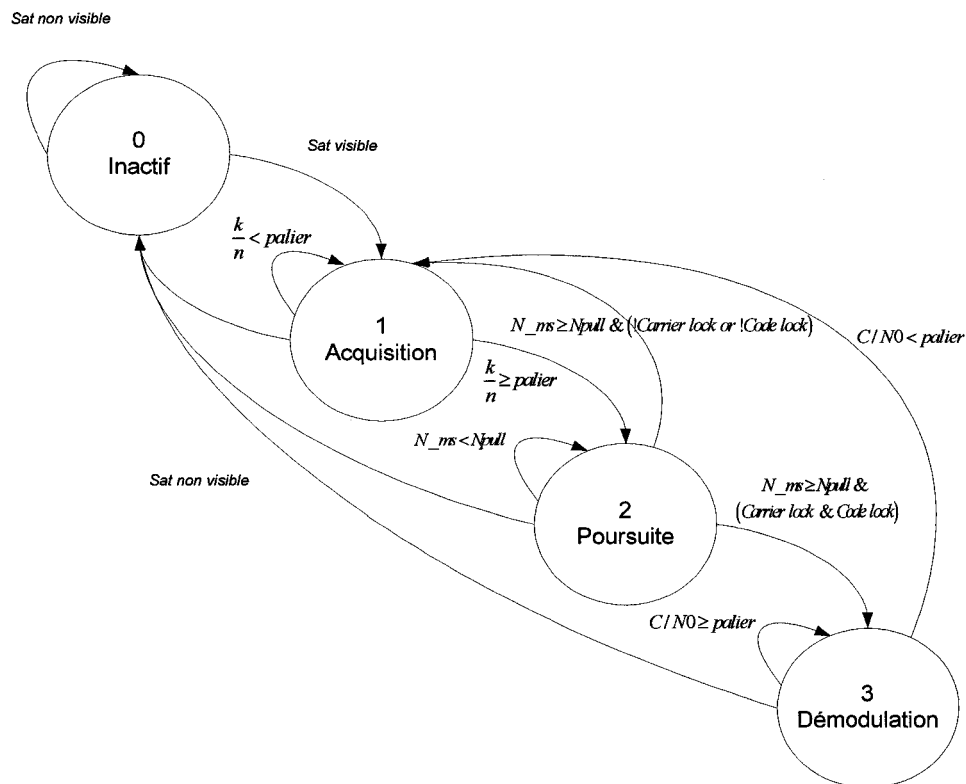 Sat non visible
0
Inactif
Sat visible
k/n < palier
1
Acquisition
N_ms ≥ Npull & (!Carrier lock or !Code lock)
C / N0 < palier
k/n ≥ palier
N_ms < Npull
Sat non visible
2
Poursuite
N_ms ≥ Npull &
(Carrier lock & Code lock)
C / N0 ≥ palier
3
Démodulation